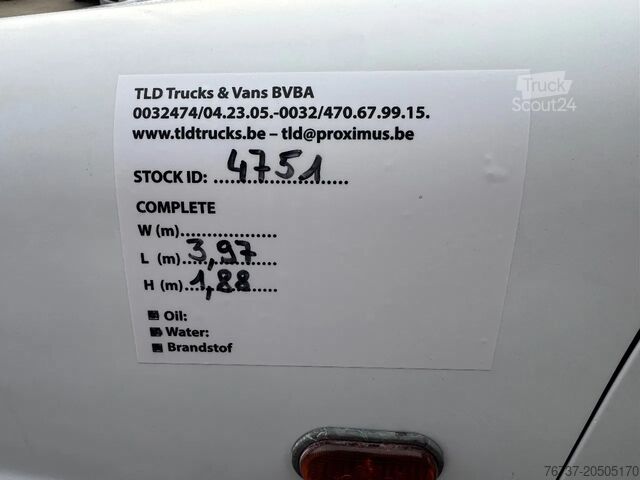 TLD Trucks & Vans BVBA
0032474/04.23.05.-0032/470.67.99.15.
www.tldtrucks.be – tld@proximus.be
STOCK ID: 4751
COMPLETE
W (m)....................
L (m) 3,97
H (m) 1,88
Oil:
Water:
Brandstof
Truck
Scout24
76737-20505170